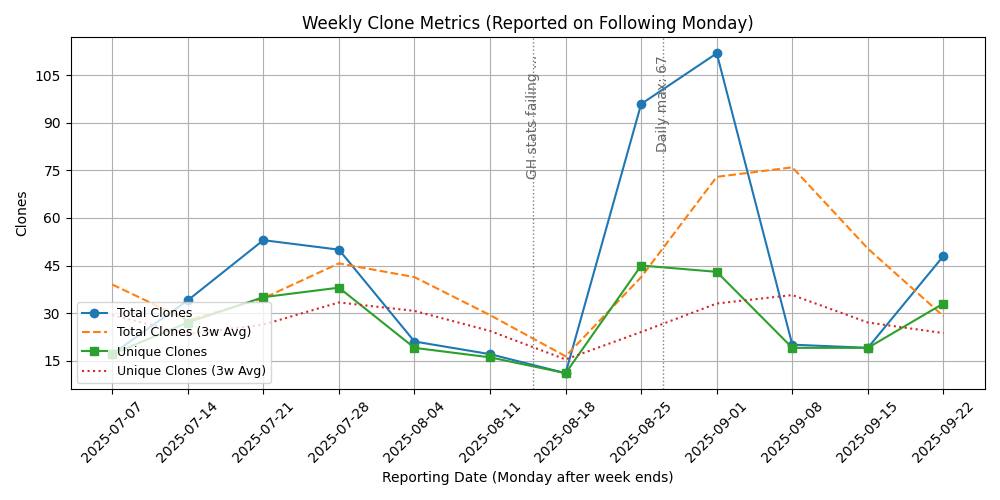 Weekly Clone Metrics (Reported on Following Monday)
Clones
105
90
75
60
45
30
15
GH stats failing ...
Daily max: 67
Total Clones
Total Clones (3w Avg)
Unique Clones
Unique Clones (3w Avg)
2025-07-07
2025-07-14
2025-07-21
2025-07-28
2025-08-04
2025-08-11
2025-08-18
2025-08-25
2025-09-01
2025-09-08
2025-09-15
2025-09-22
Reporting Date (Monday after week ends)